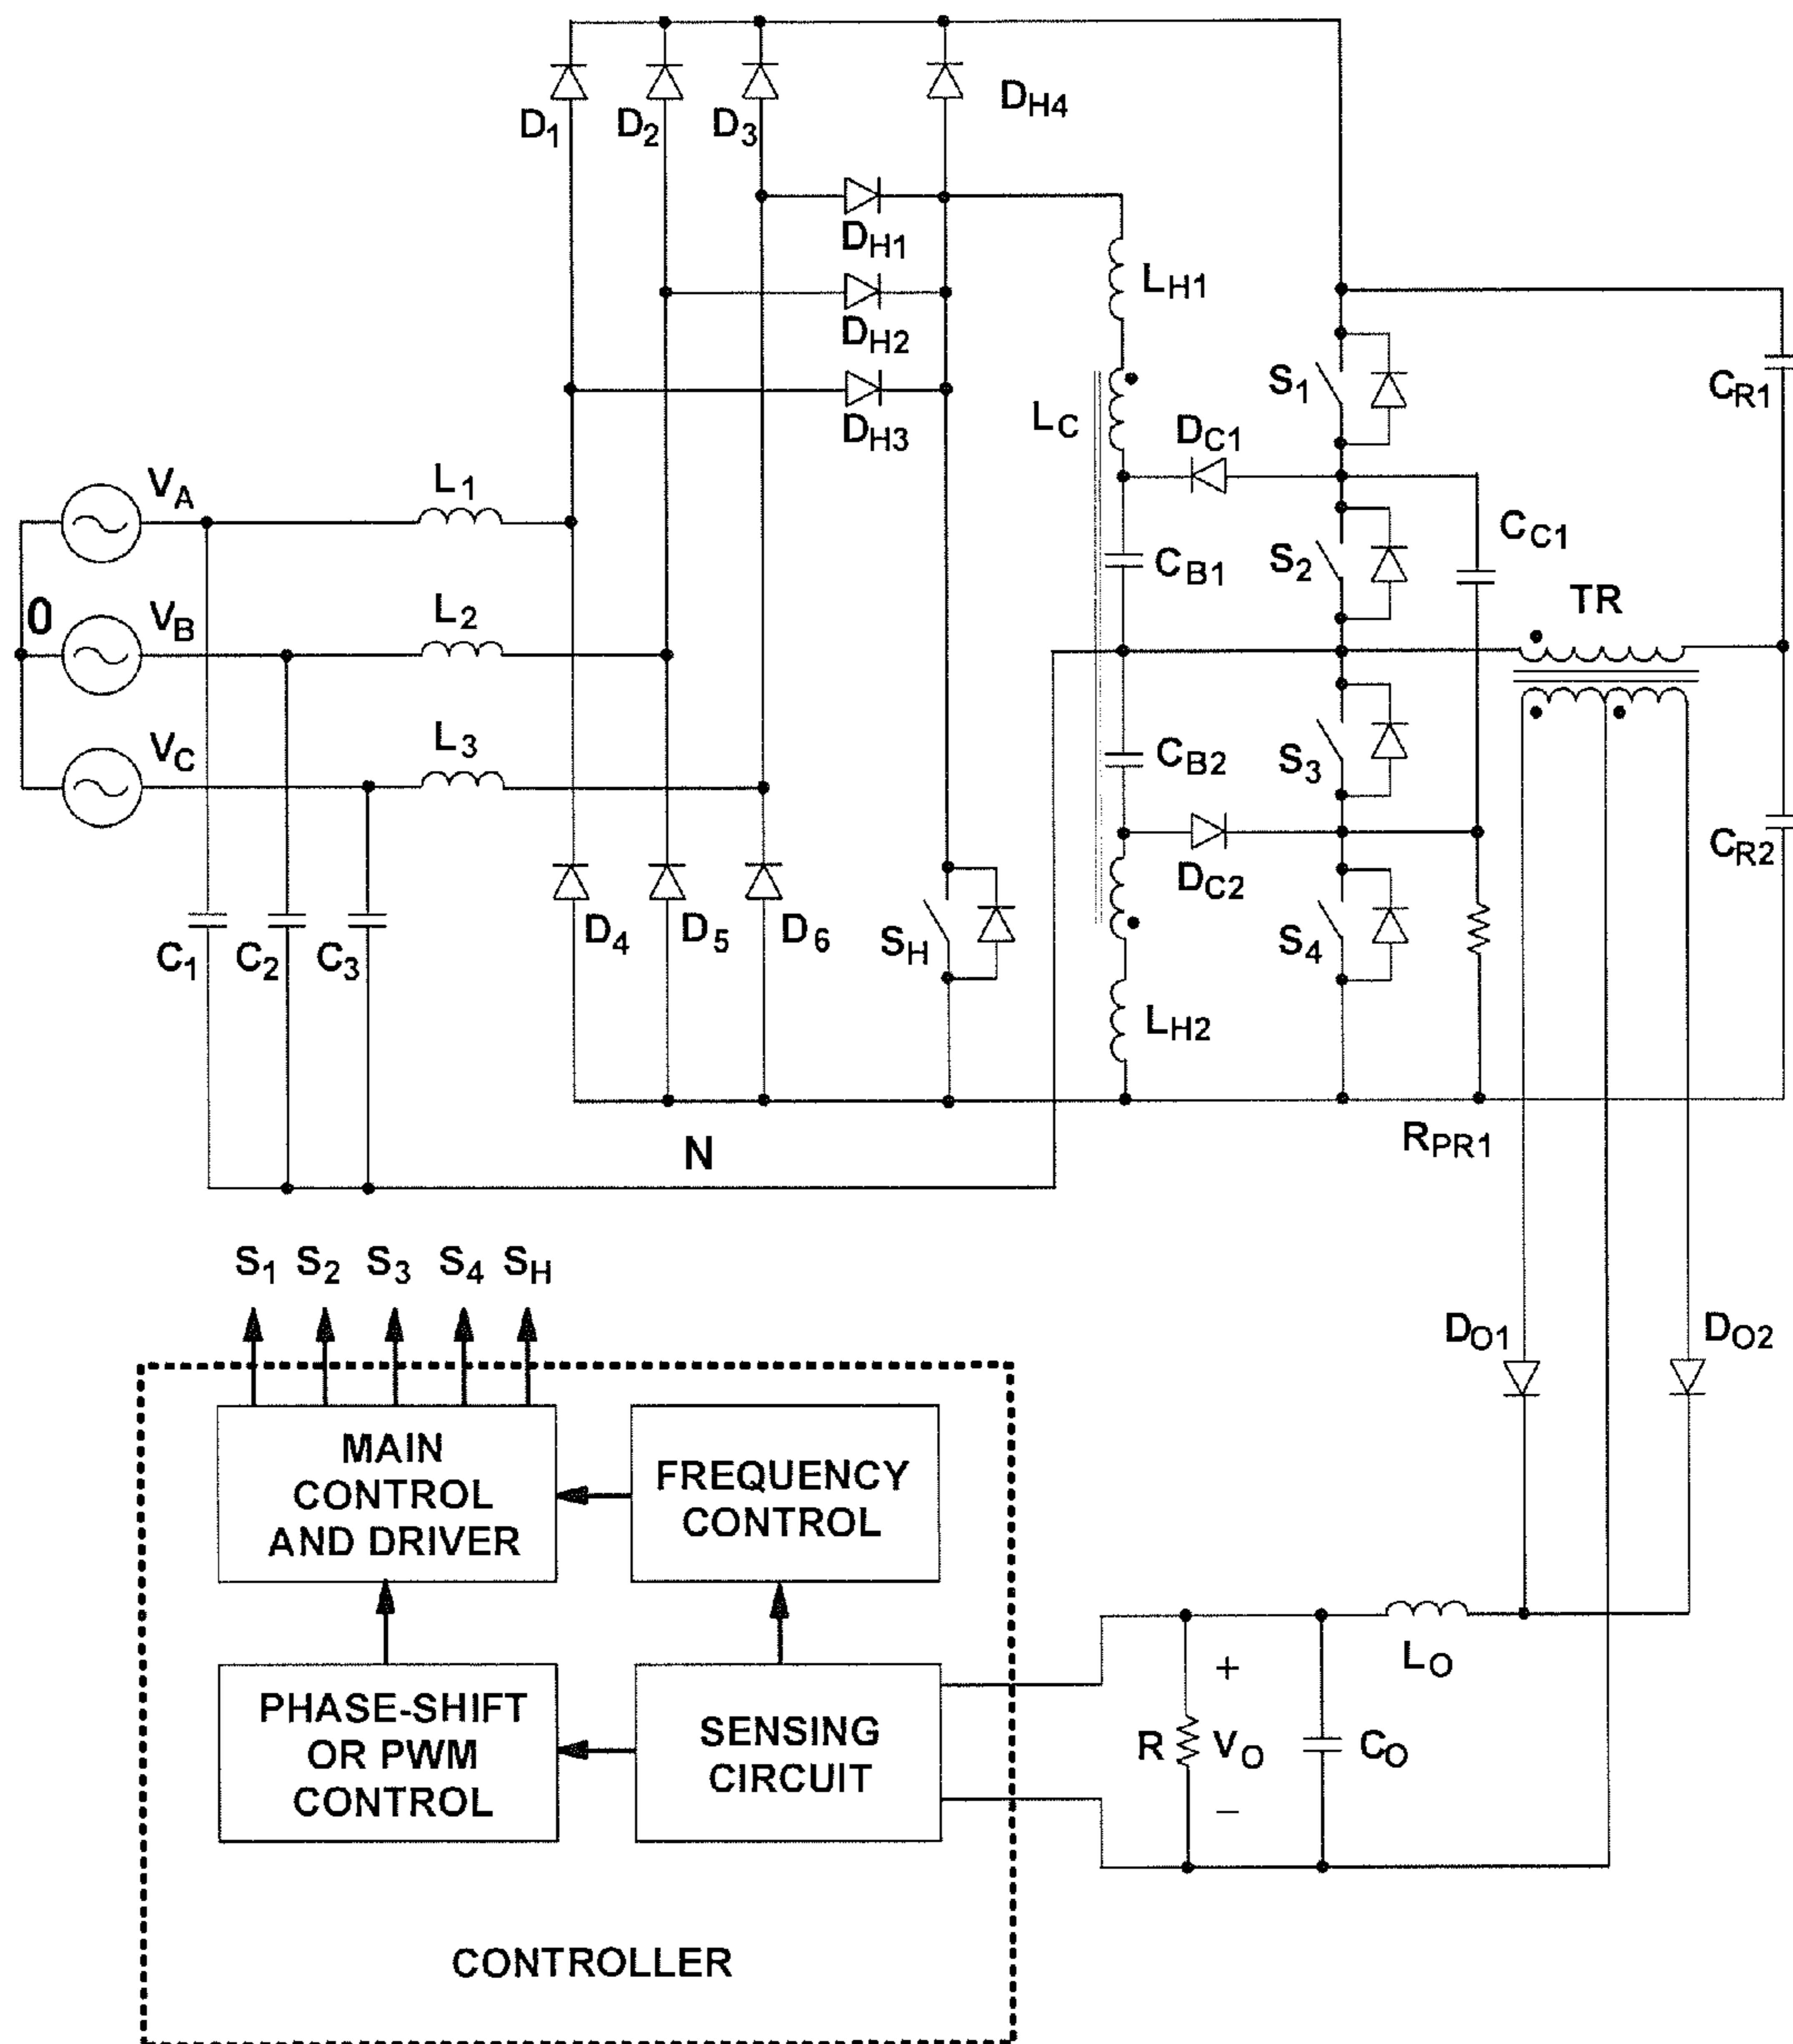 D1 D2 D3 DH4
DH1
LH1
DH2
S1
CR1
DH3
LC
DC1
VA L1
CC1
S2
CB1
TR
0 VB L2
VC L3
CB2
S3
CR2
DC2
C1 C2 C3 D4 D5 D6 SH S4
LH2
N
RPR1
S1 S2 S3 S4 SH
DO1 DO2
MAIN
CONTROL
AND DRIVER
FREQUENCY
CONTROL
LO
PHASE-SHIFT
OR PWM
CONTROL
SENSING
CIRCUIT
+
R VO CO
−
CONTROLLER